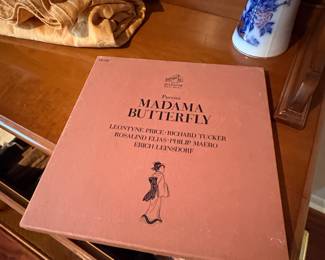 Puccini
MADAMA
BUTTERFLY
LEONTYNE PRICE • RICHARD TUCKER
ROSALIND ELIAS • PHILIP MAERO
ERICH LEINSDORF